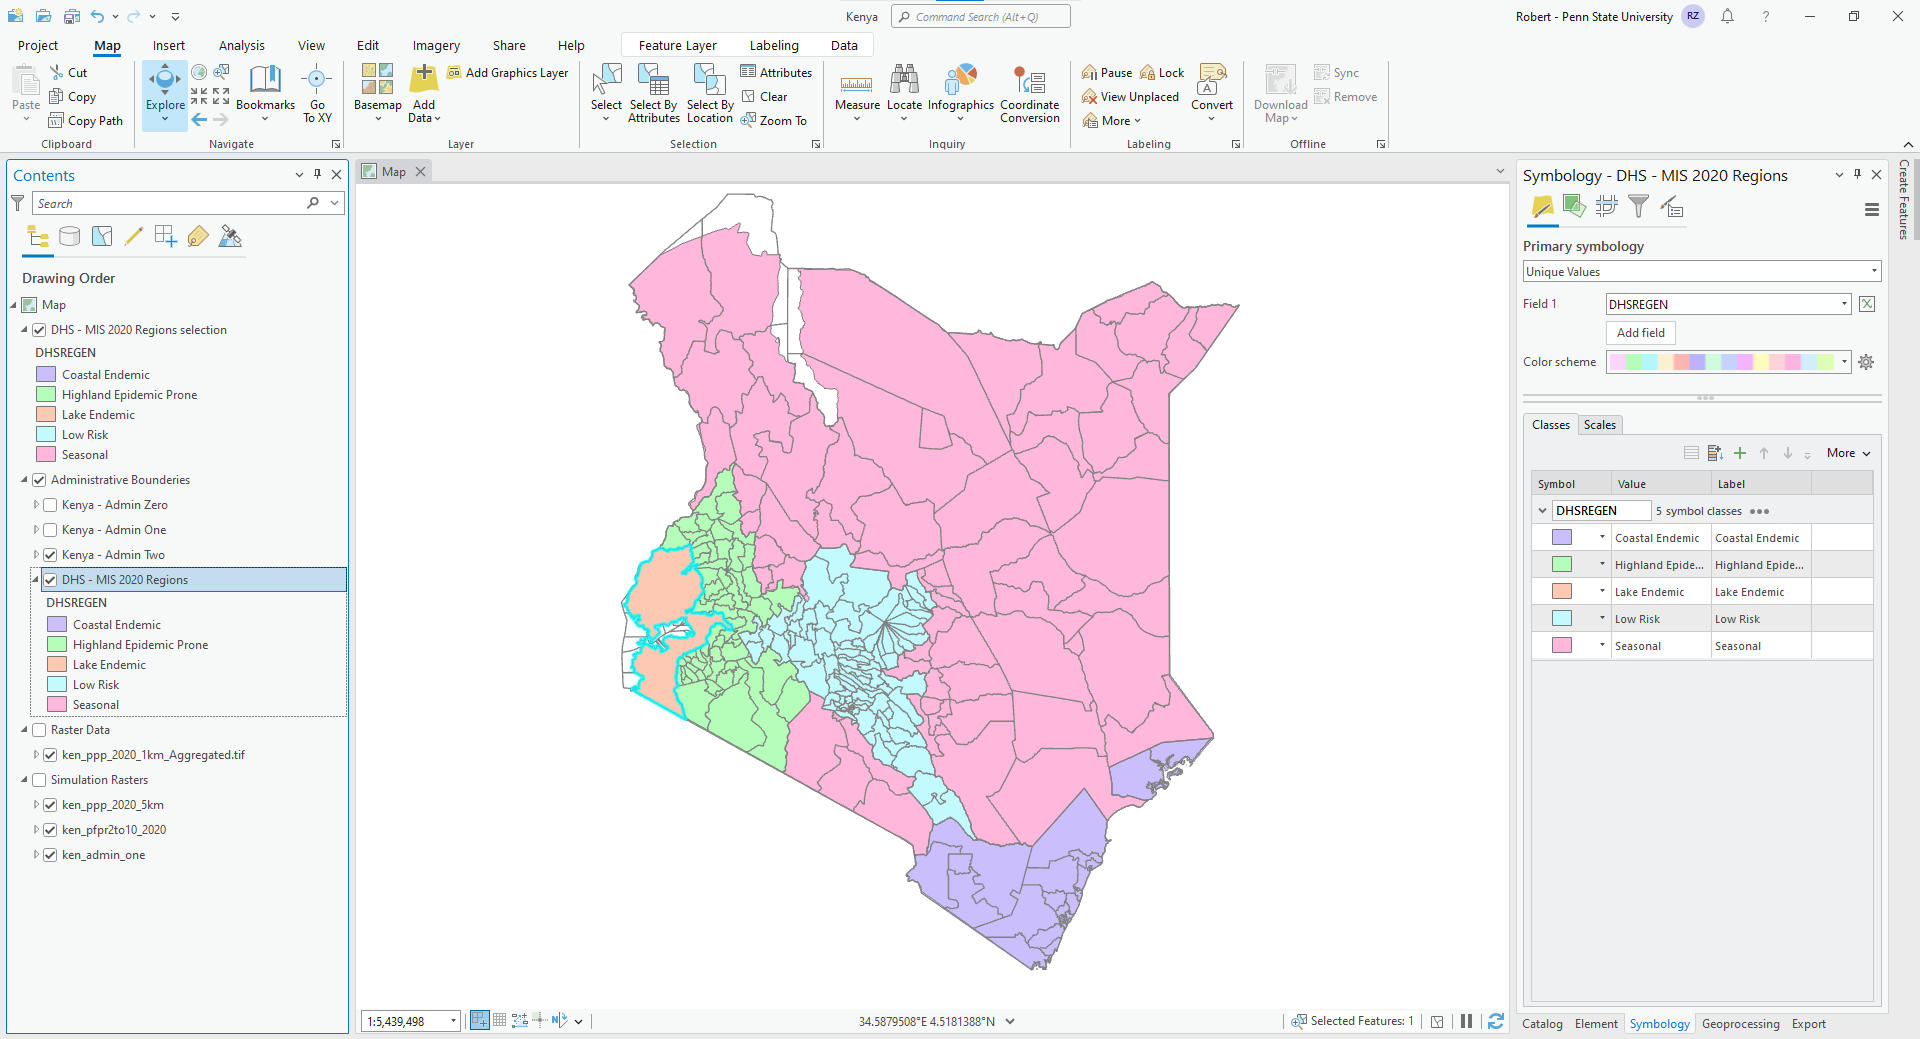 Kenya
Command Search (Alt+Q)
Robert - Penn State University
RZ
Project
Map
Insert
Analysis
View
Edit
Imagery
Share
Help
Feature Layer
Labeling
Data
Paste
Cut
Copy
Copy Path
Clipboard
Explore
Bookmarks
Go
To XY
Navigate
Basemap
Add
Data
Add Graphics Layer
Layer
Select
Select By
Attributes
Select By
Location
Attributes
Clear
Zoom To
Selection
Measure
Locate
Infographics
Coordinate
Conversion
Inquiry
Pause
Lock
View Unplaced
More
Convert
Labeling
Download
Map
Sync
Remove
Offline
Contents
Search
Drawing Order
Map
DHS - MIS 2020 Regions selection
DHSREGEN
Coastal Endemic
Highland Epidemic Prone
Lake Endemic
Low Risk
Seasonal
Administrative Bounderies
Kenya - Admin Zero
Kenya - Admin One
Kenya - Admin Two
DHS - MIS 2020 Regions
DHSREGEN
Coastal Endemic
Highland Epidemic Prone
Lake Endemic
Low Risk
Seasonal
Raster Data
ken_ppp_2020_1km_Aggregated.tif
Simulation Rasters
ken_ppp_2020_5km
ken_pfpr2to10_2020
ken_admin_one
Map
1:5,439,498
34.5879508°E 4.5181388°N
Selected Features: 1
Symbology - DHS - MIS 2020 Regions
Primary symbology
Unique Values
Field 1
DHSREGEN
Add field
Color scheme
Classes
Scales
More
Symbol
Value
Label
DHSREGEN
5 symbol classes
Coastal Endemic
Coastal Endemic
Highland Epide...
Highland Epide...
Lake Endemic
Lake Endemic
Low Risk
Low Risk
Seasonal
Seasonal
Catalog
Element
Symbology
Geoprocessing
Export
Create Features